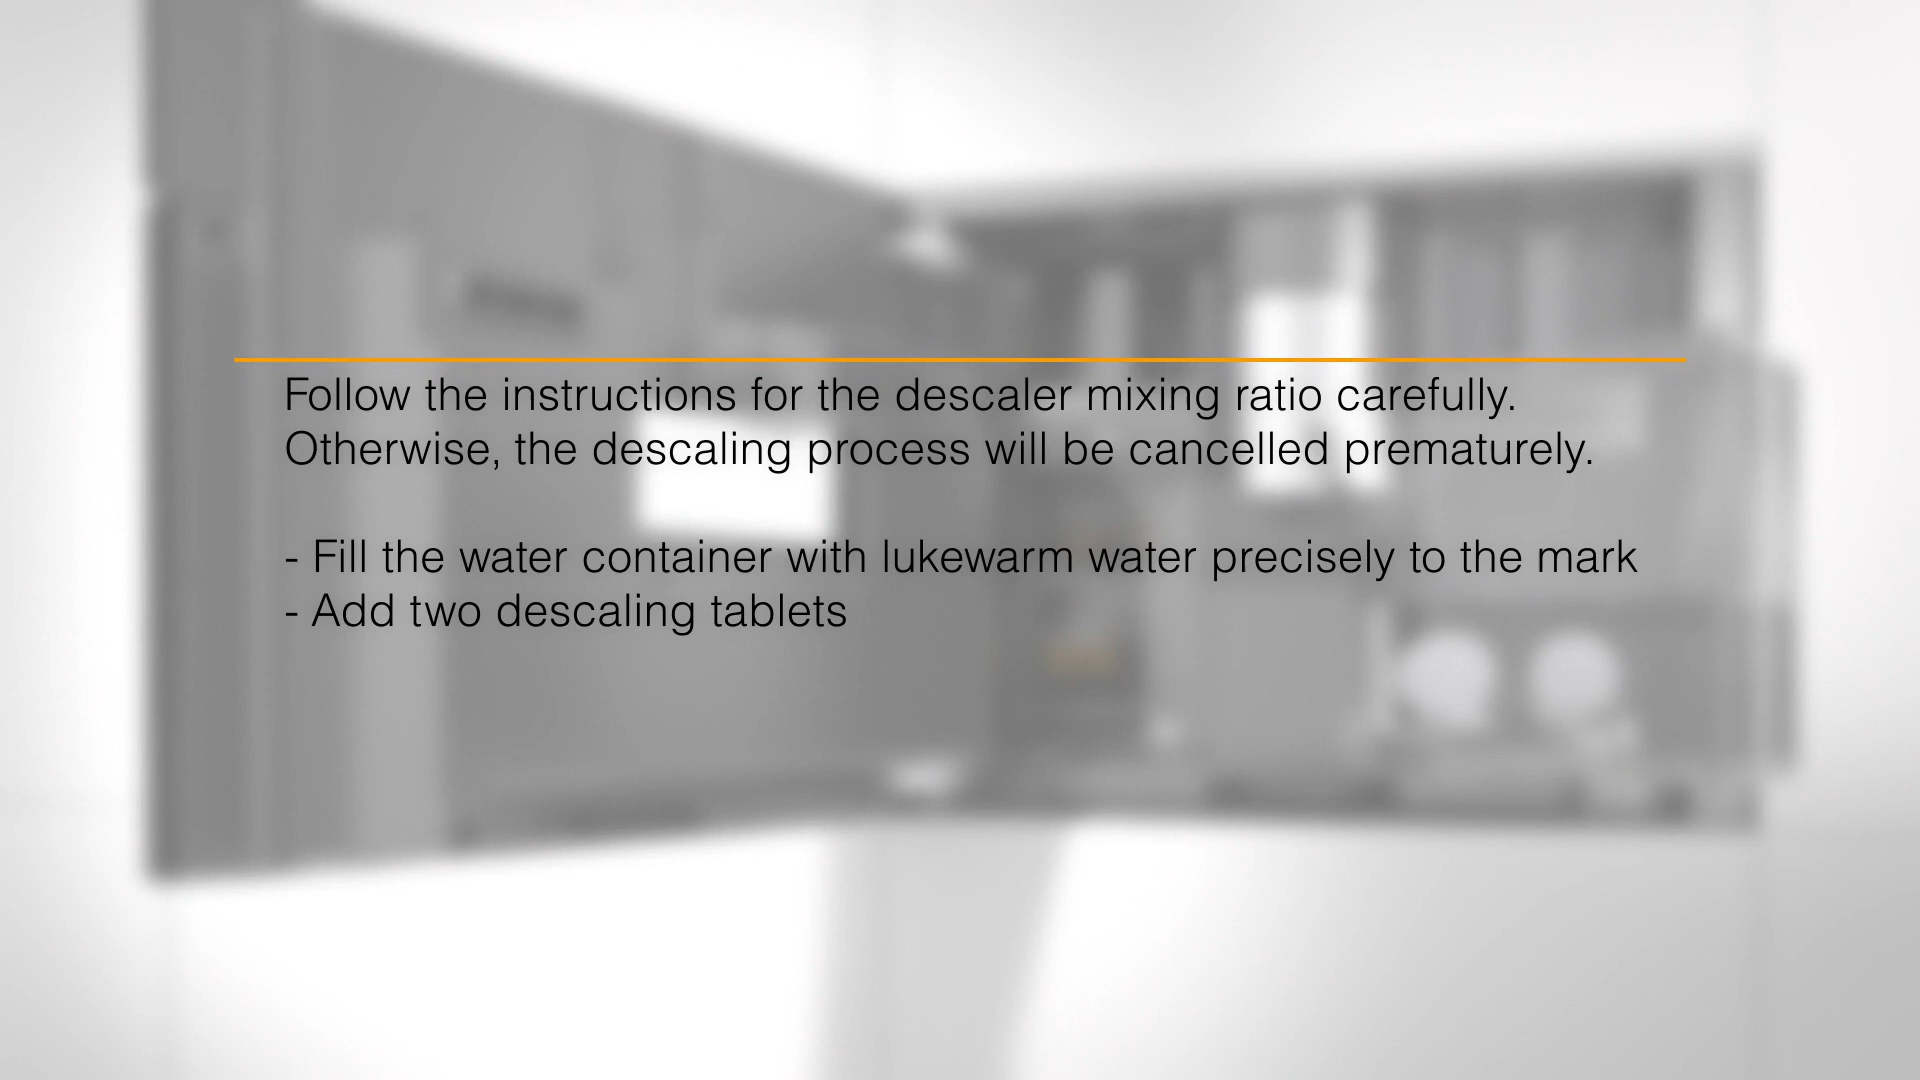 Follow the instructions for the descaler mixing ratio carefully.
Otherwise, the descaling process will be cancelled prematurely.
- Fill the water container with lukewarm water precisely to the mark
- Add two descaling tablets